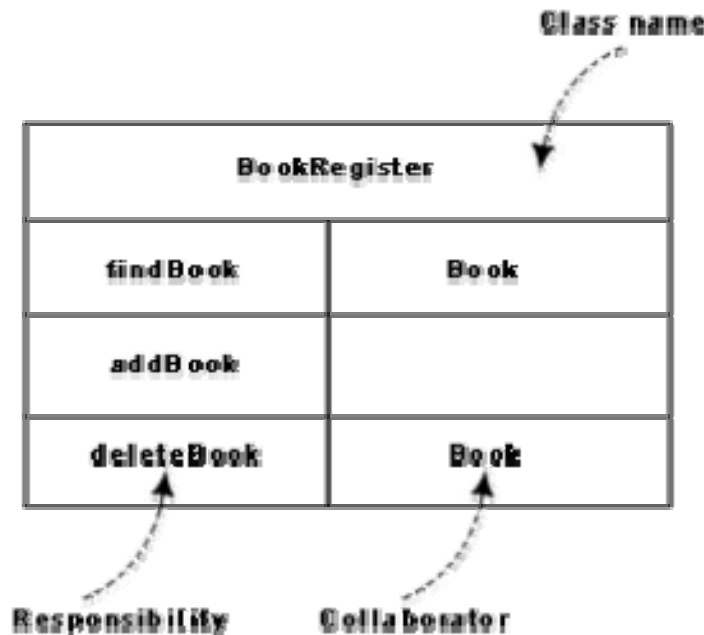 Class name
BookRegister
findBook Book
addBook
deleteBook Book
Responsibility Collaborator